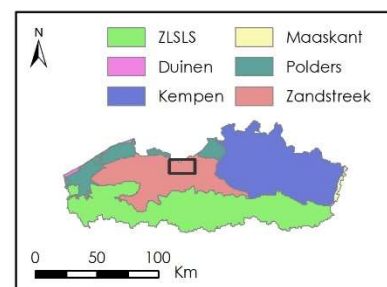 N
ZLSLS
Maaskant
Duinen
Polders
Kempen
Zandstreek
0 50 100
Km